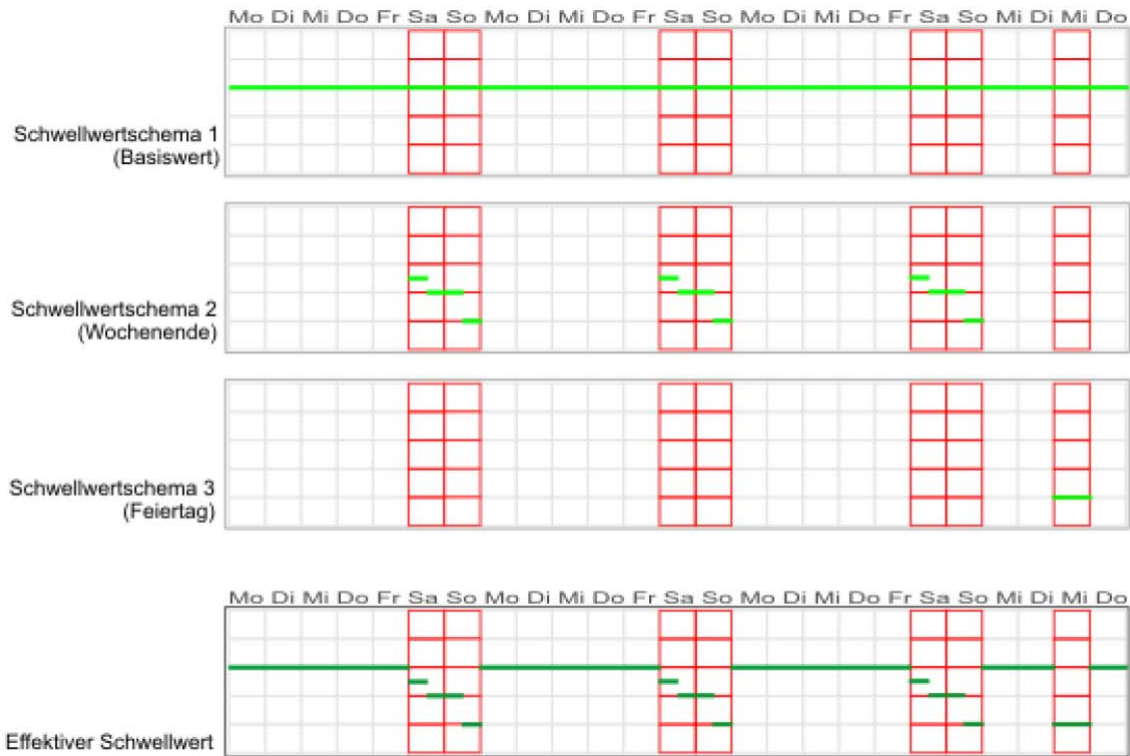 Mo Di Mi Do Fr Sa So Mo Di Mi Do Fr Sa So Mo Di Mi Do Fr Sa So Mi Di Mi Do
Schwellwertschema 1
(Basiswert)
Schwellwertschema 2
(Wochenende)
Schwellwertschema 3
(Feiertag)
Mo Di Mi Do Fr Sa So Mo Di Mi Do Fr Sa So Mo Di Mi Do Fr Sa So Mi Di Mi Do
Effektiver Schwellwert